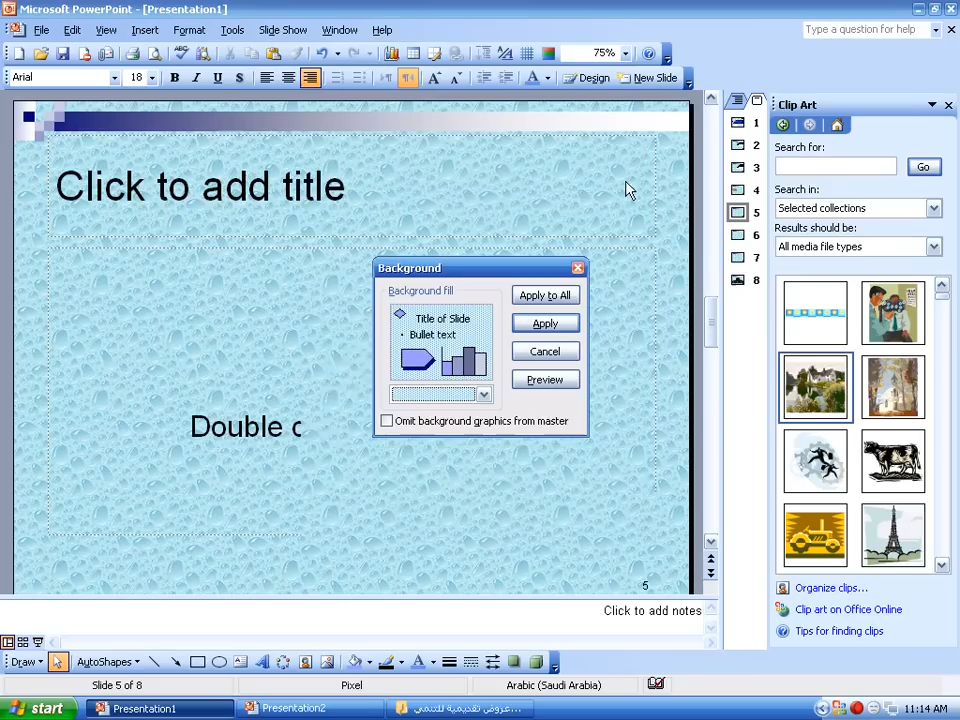 Microsoft PowerPoint - [Presentation1]
File Edit View Insert Format Tools Slide Show Window Help
Type a question for help
75%
Arial 18 B I U S Design New Slide
Clip Art
Search for:
Go
Search in:
Selected collections
Results should be:
All media file types
1
2
3
4
5
6
7
8
Click to add title
Double c
5
Background
Background fill
Title of Slide
• Bullet text
Apply to All
Apply
Cancel
Preview
Omit background graphics from master
Organize clips...
Clip art on Office Online
Tips for finding clips
Click to add notes
Draw AutoShapes
Slide 5 of 8 Pixel Arabic (Saudi Arabia)
start Presentation1 Presentation2 عروض تقديمية للتنمي... 11:14 AM